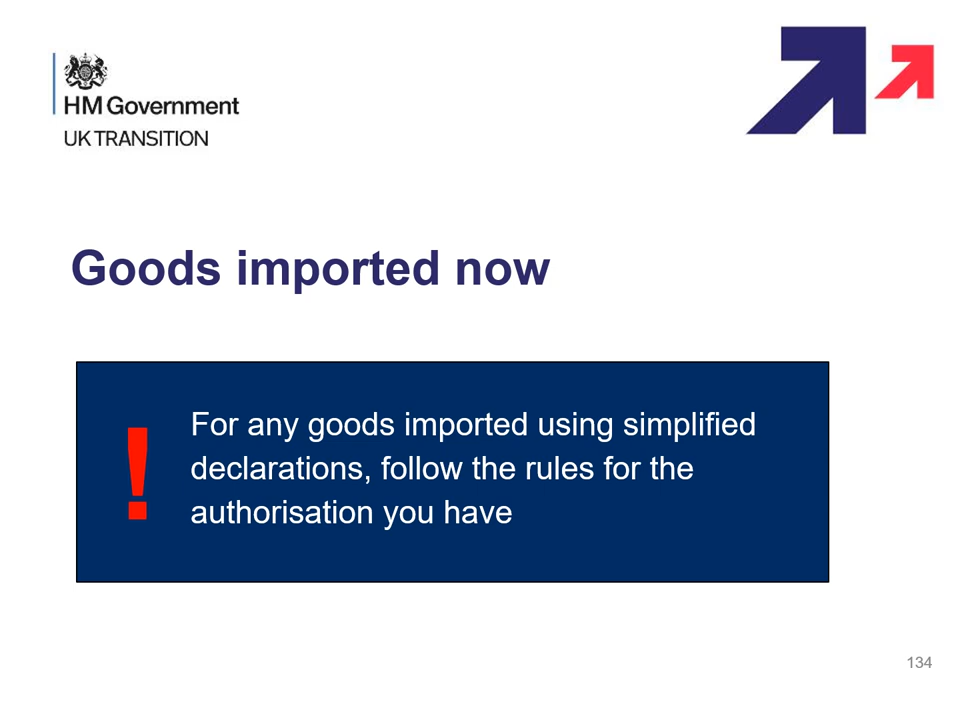 HM Government
UK TRANSITION
Goods imported now
!
For any goods imported using simplified
declarations, follow the rules for the
authorisation you have
134